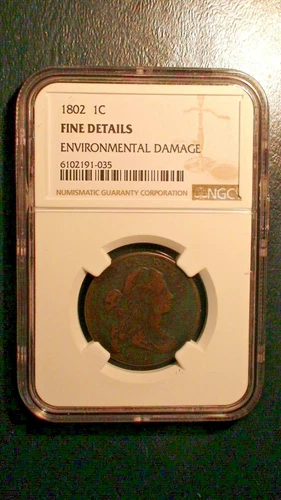 1802 1C
FINE DETAILS
ENVIRONMENTAL DAMAGE
6102191-035
NUMISMATIC GUARANTY CORPORATION NGC